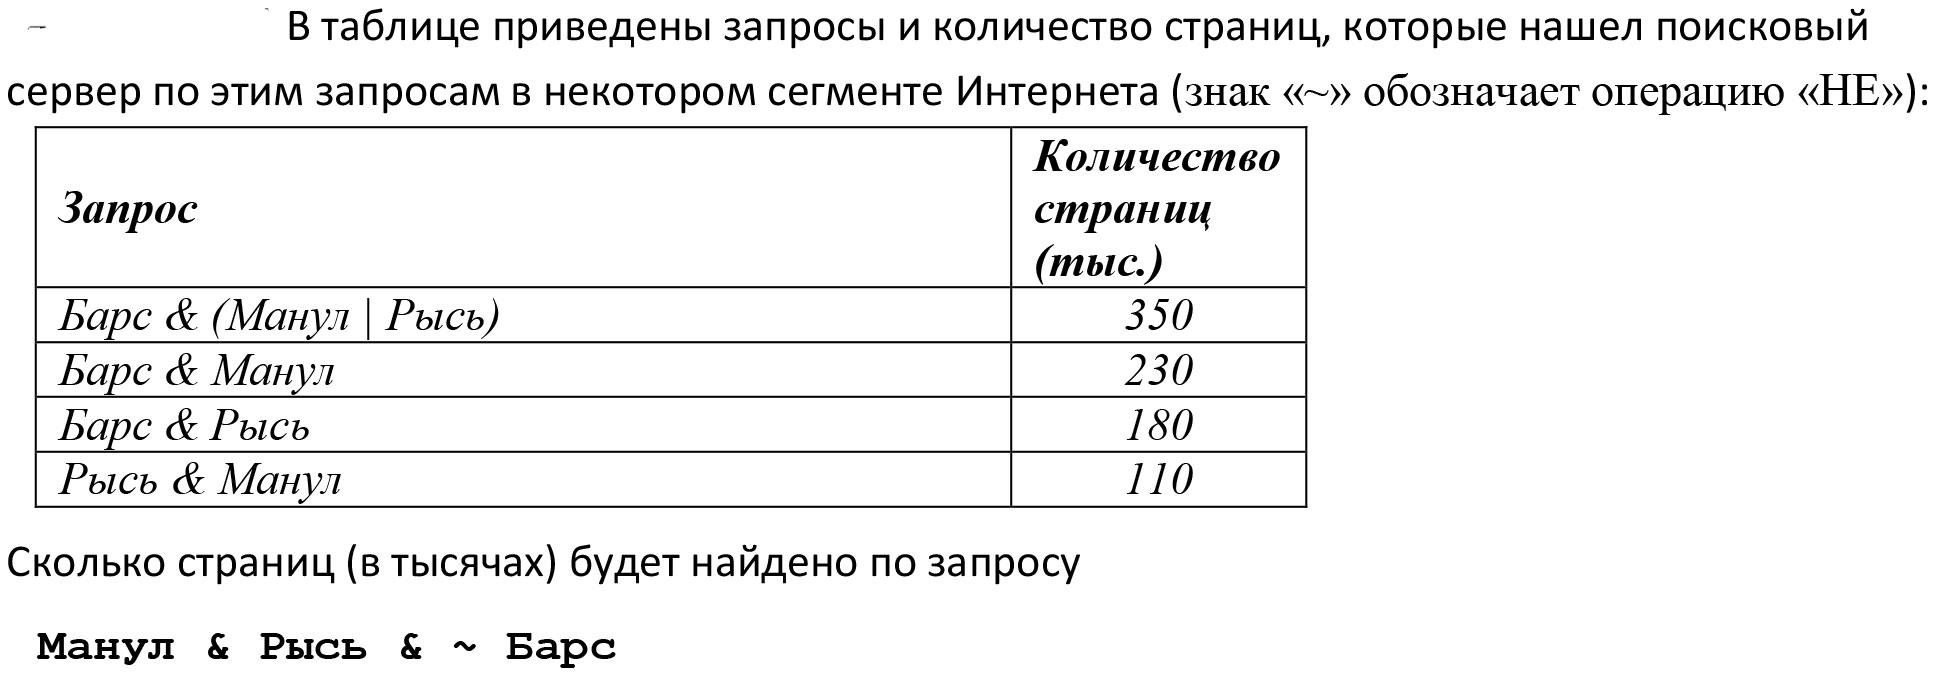 В таблице приведены запросы и количество страниц, которые нашел поисковый
сервер по этим запросам в некотором сегменте Интернета (знак «~» обозначает операцию «НЕ»):
Запрос
Количество
страниц
(тыс.)
Барс & (Манул | Рысь)
350
Барс & Манул
230
Барс & Рысь
180
Рысь & Манул
110
Сколько страниц (в тысячах) будет найдено по запросу
Манул & Рысь & ~ Барс